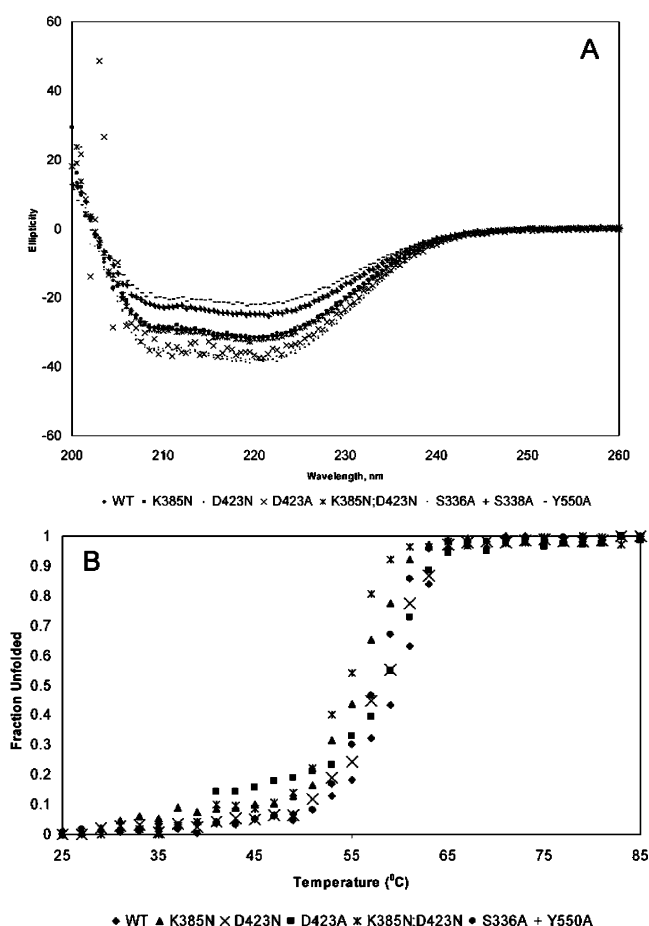 A
60
40
20
0
-20
-40
-60
Ellipticity
200 210 220 230 240 250 260
Wavelength, nm
WT K385N D423N D423A K385N;D423N S336A S338A Y550A
B
1
0.9
0.8
0.7
0.6
0.5
0.4
0.3
0.2
0.1
0
Fraction Unfolded
25 35 45 55 65 75 85
Temperature (⁰C)
WT K385N D423N D423A K385N;D423N S336A Y550A